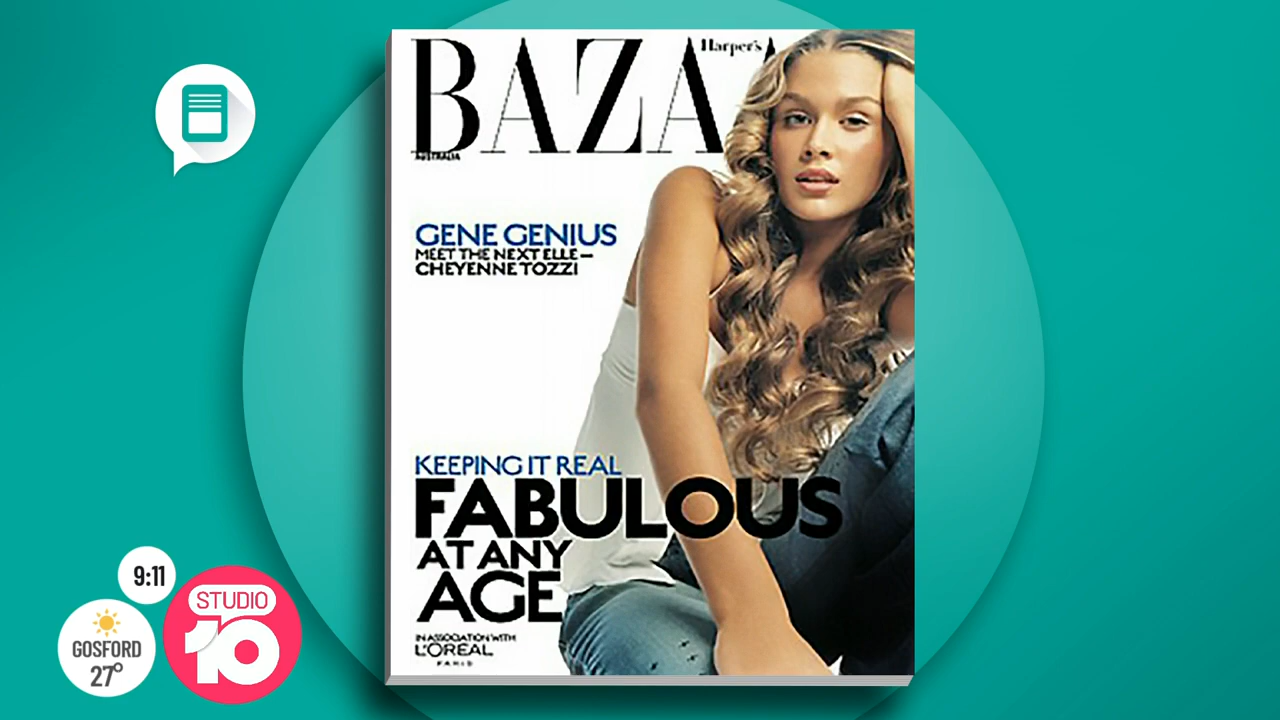 Harper's
BAZAA
AUSTRALIA
GENE GENIUS
MEET THE NEXT ELLE –
CHEYENNE TOZZI
KEEPING IT REAL
FABULOUS
AT ANY
AGE
IN ASSOCIATION WITH
L'ORÉAL
PARIS
9:11
STUDIO
10
GOSFORD
27°